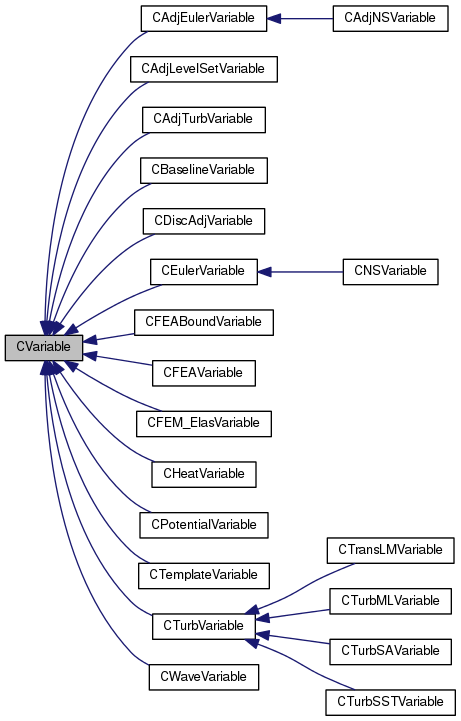 CAdjEulerVariable
CAdjNSVariable
CAdjLevelSetVariable
CAdjTurbVariable
CBaselineVariable
CDiscAdjVariable
CEulerVariable
CNSVariable
CFEABoundVariable
CVariable
CFEAVariable
CFEM_ElasVariable
CHeatVariable
CPotentialVariable
CTransLMVariable
CTemplateVariable
CTurbMLVariable
CTurbVariable
CTurbSAVariable
CWaveVariable
CTurbSSTVariable